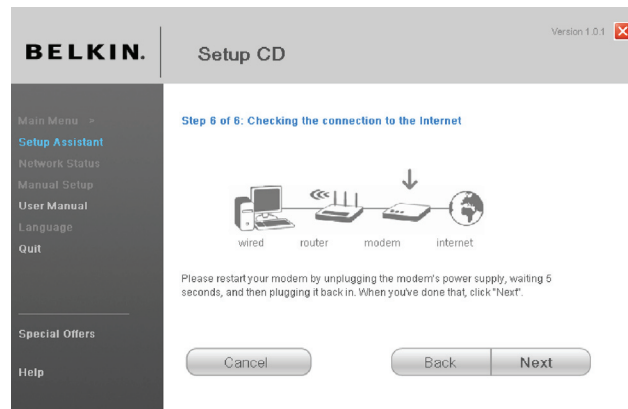 Version 1.0.1
BELKIN.
Setup CD
Main Menu >
Setup Assistant
Network Status
Manual Setup
User Manual
Language
Quit
Special Offers
Help
Step 6 of 6: Checking the connection to the Internet
wired router modem internet
Please restart your modem by unplugging the modem's power supply, waiting 5
seconds, and then plugging it back in. When you've done that, click "Next".
Cancel
Back
Next